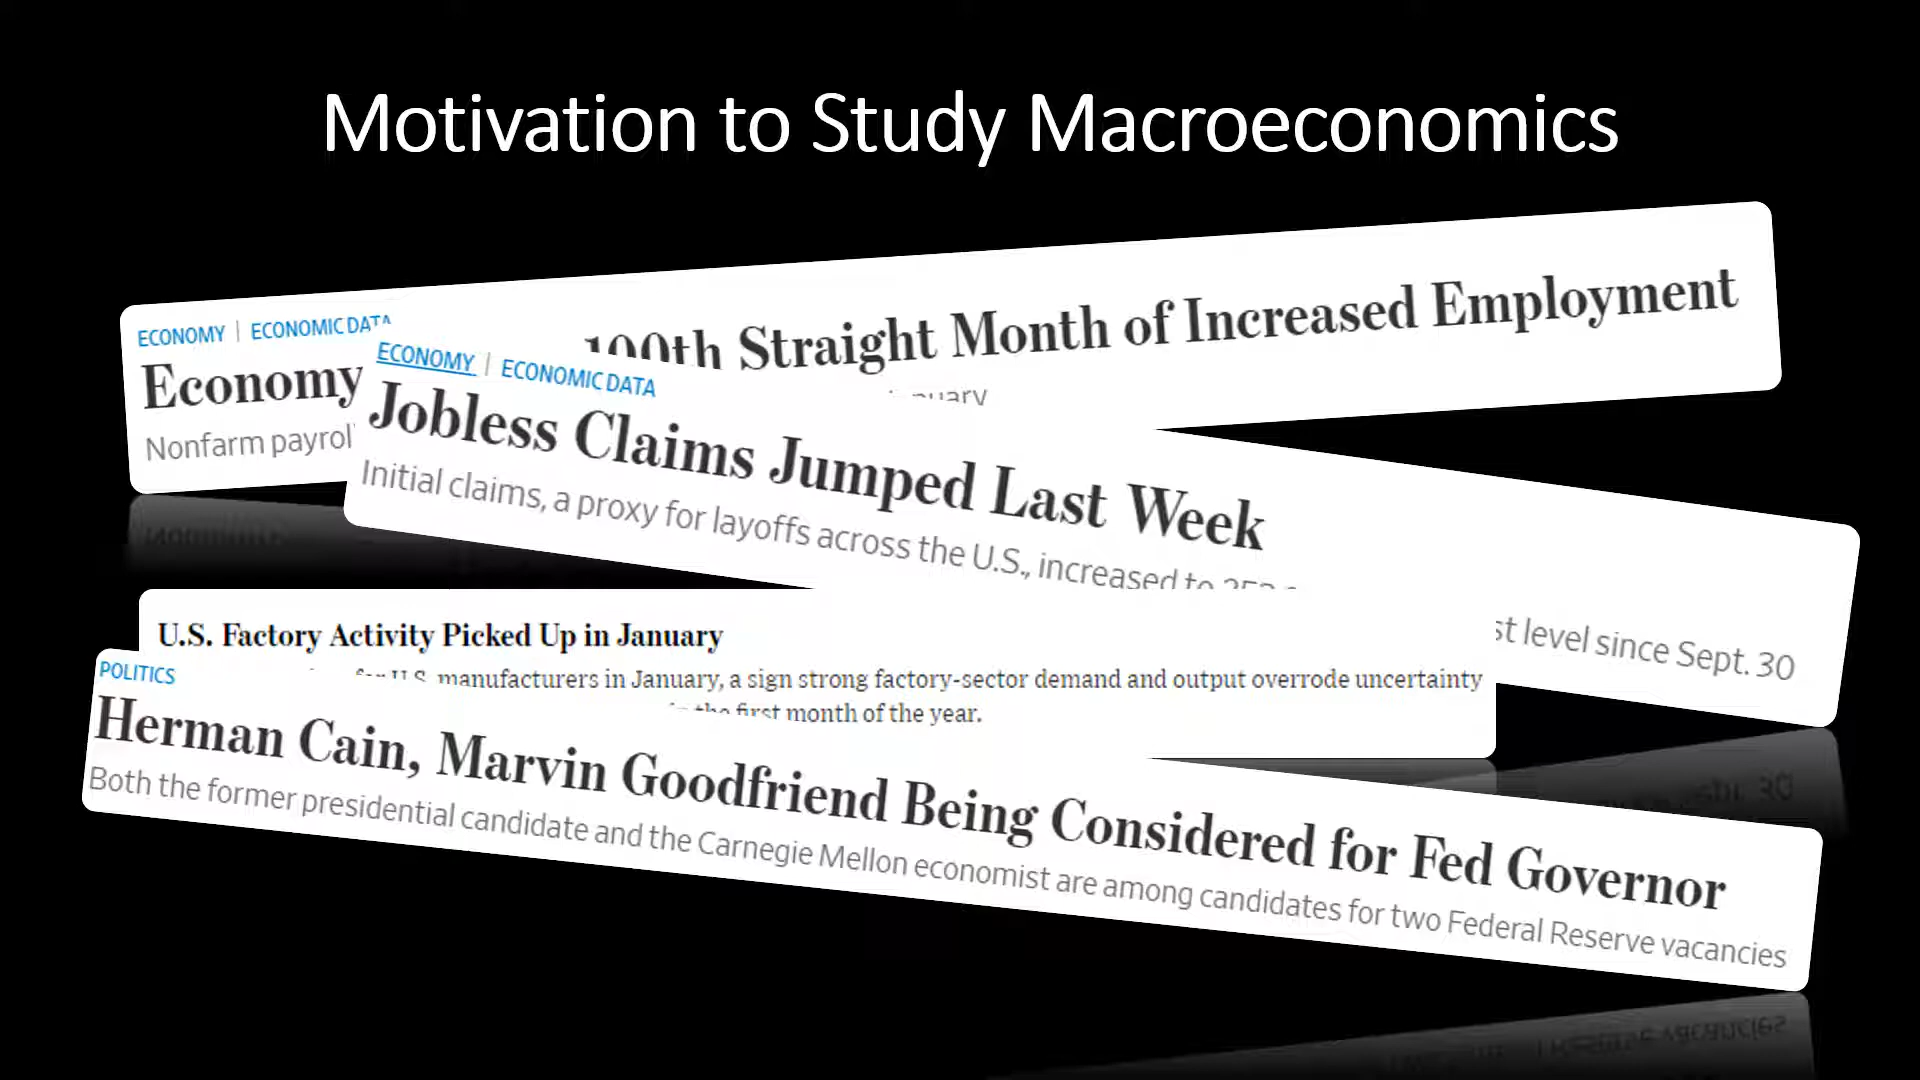 Motivation to Study Macroeconomics
ECONOMY | ECONOMIC DATA
Economy 100th Straight Month of Increased Employment
Nonfarm
ECONOMY | ECONOMIC DATA
Jobless Claims Jumped Last Week
Initial claims, a proxy for layoffs across the U.S., increased to
level since Sept. 30
U.S. Factory Activity Picked Up in January
manufacturers in January, a sign strong factory-sector demand and output overrode uncertainty
the first month of the year.
POLITICS
Herman Cain, Marvin Goodfriend Being Considered for Fed Governor
Both the former presidential candidate and the Carnegie Mellon economist are among candidates for two Federal Reserve vacancies